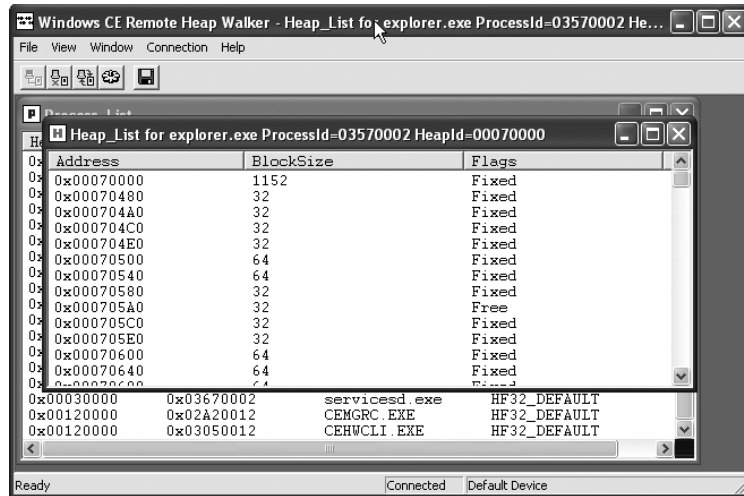 Windows CE Remote Heap Walker - Heap_List for explorer.exe ProcessId=03570002 He...
File View Window Connection Help
Heap_List for explorer.exe ProcessId=03570002 HeapId=00070000
Address BlockSize Flags
0x00070000 1152 Fixed
0x00070480 32 Fixed
0x000704A0 32 Fixed
0x000704C0 32 Fixed
0x000704E0 32 Fixed
0x00070500 64 Fixed
0x00070540 64 Fixed
0x00070580 32 Fixed
0x000705A0 32 Free
0x000705C0 32 Fixed
0x000705E0 32 Fixed
0x00070600 64 Fixed
0x00070640 64 Fixed
0x00030000 0x03670002 servicesd.exe HF32_DEFAULT
0x00120000 0x02A20012 CEMGRC.EXE HF32_DEFAULT
0x00120000 0x03050012 CEHWCLI.EXE HF32_DEFAULT
Ready Connected Default Device